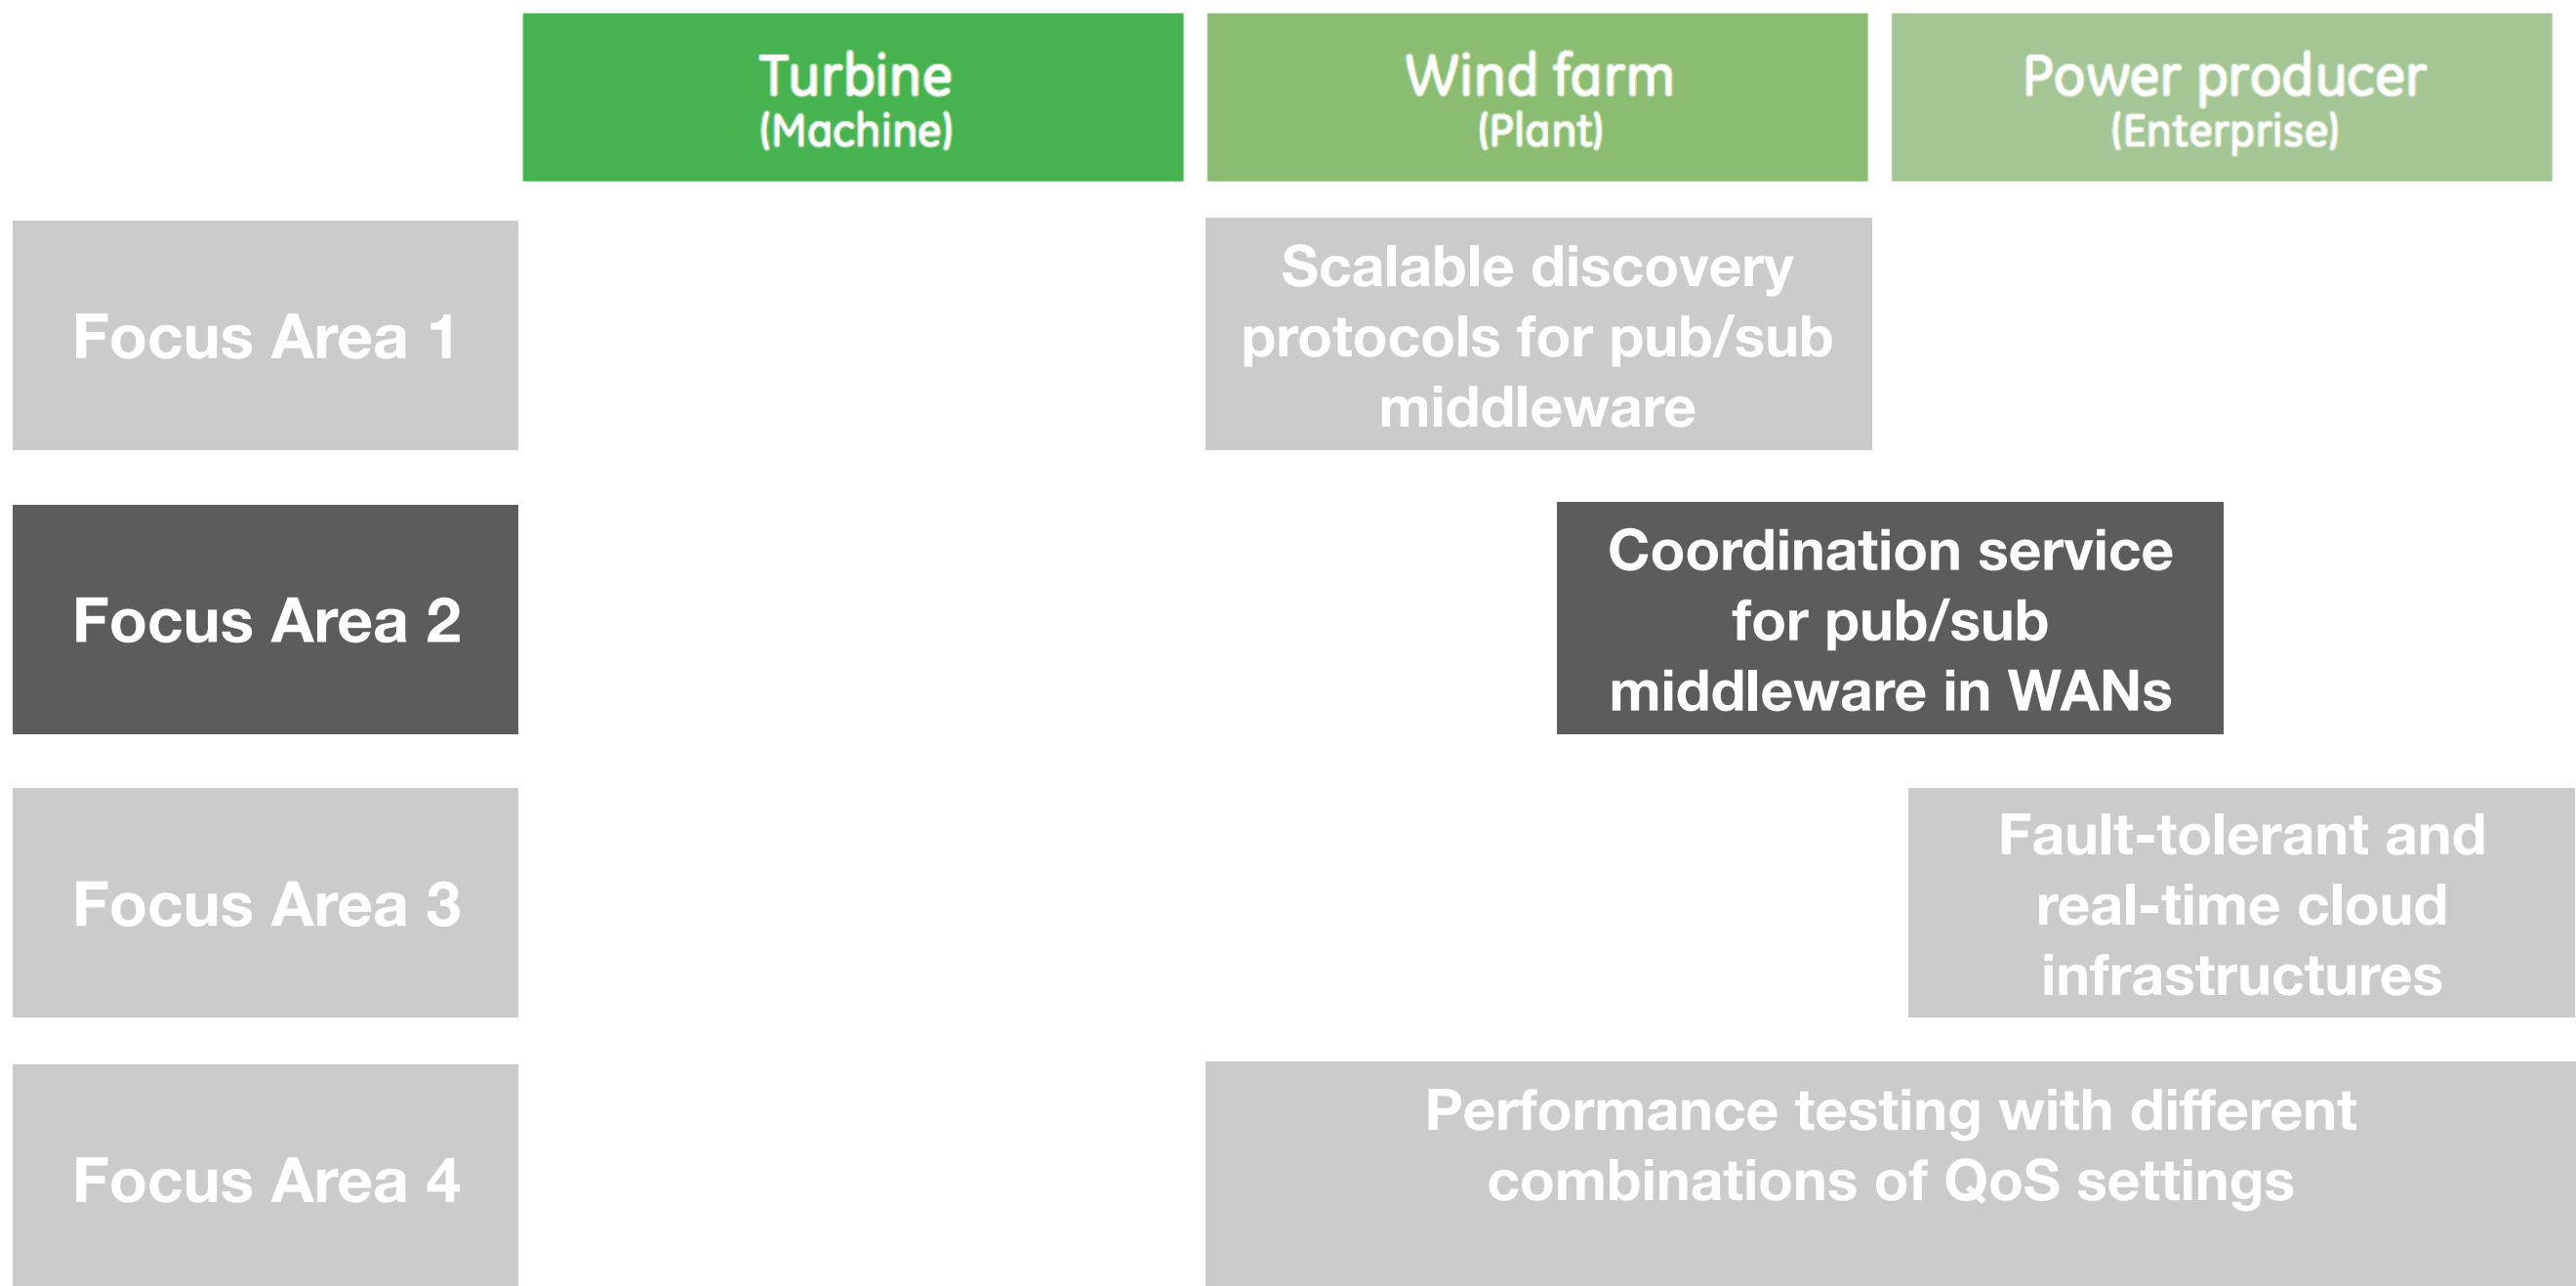 Turbine
(Machine)
Wind farm
(Plant)
Power producer
(Enterprise)
Focus Area 1
Scalable discovery
protocols for pub/sub
middleware
Focus Area 2
Coordination service
for pub/sub
middleware in WANs
Focus Area 3
Fault-tolerant and
real-time cloud
infrastructures
Focus Area 4
Performance testing with different
combinations of QoS settings